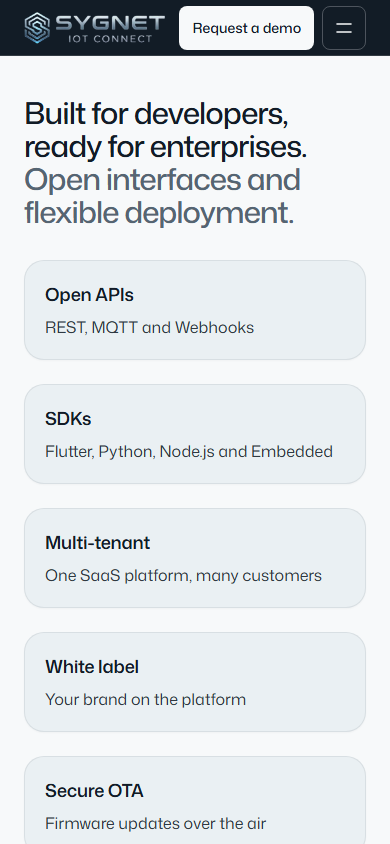 SYGNET
IOT CONNECT
Request a demo
Built for developers,
ready for enterprises.
Open interfaces and
flexible deployment.
Open APIs
REST, MQTT and Webhooks
SDKs
Flutter, Python, Node.js and Embedded
Multi-tenant
One SaaS platform, many customers
White label
Your brand on the platform
Secure OTA
Firmware updates over the air